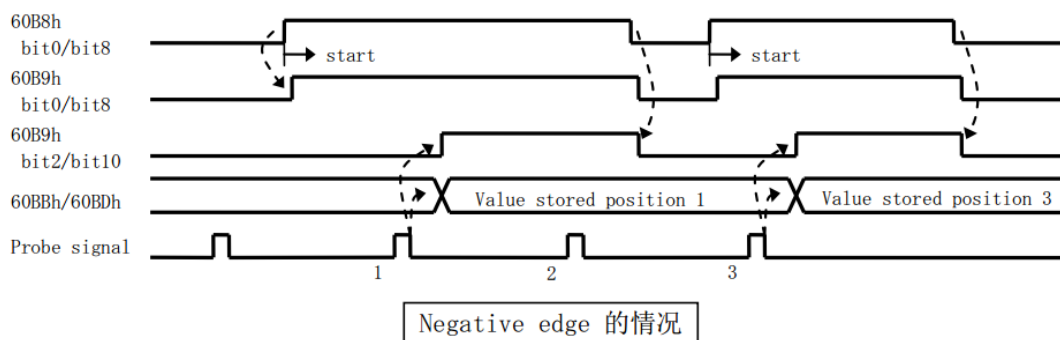 60B8h
bit0/bit8
start
start
60B9h
bit0/bit8
60B9h
bit2/bit10
60BBh/60BDh
Value stored position 1
Value stored position 3
Probe signal
1
2
3
Negative edge 的情况